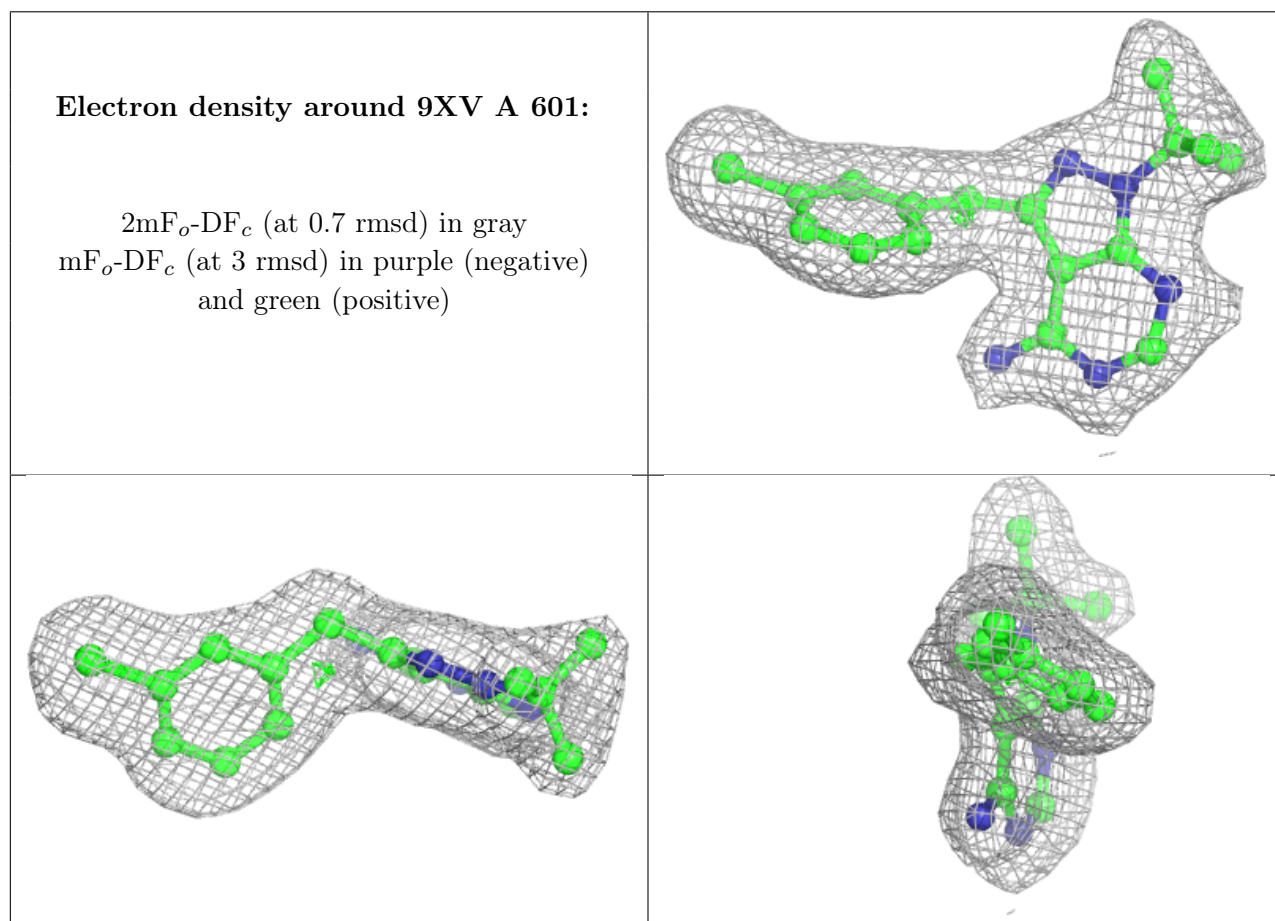 Electron density around 9XV A 601:
2mFo-DFc (at 0.7 rmsd) in gray
mFo-DFc (at 3 rmsd) in purple (negative)
and green (positive)